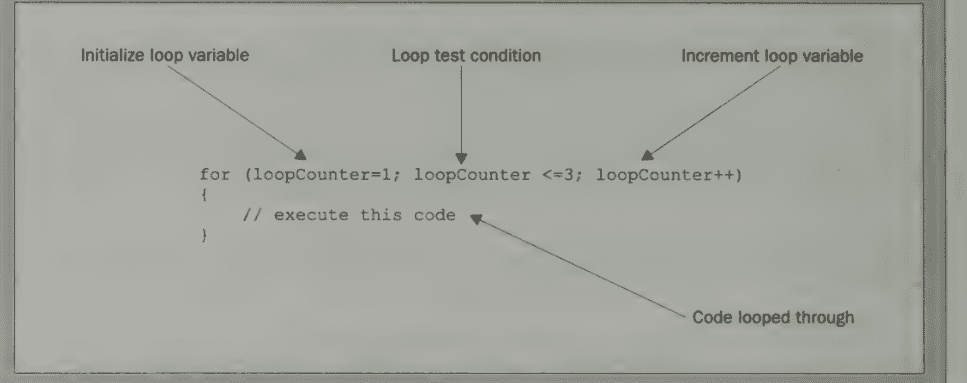 Initialize loop variable
Loop test condition
Increment loop variable
for (loopCounter=1; loopCounter <=3; loopCounter++)
{
// execute this code
}
Code looped through